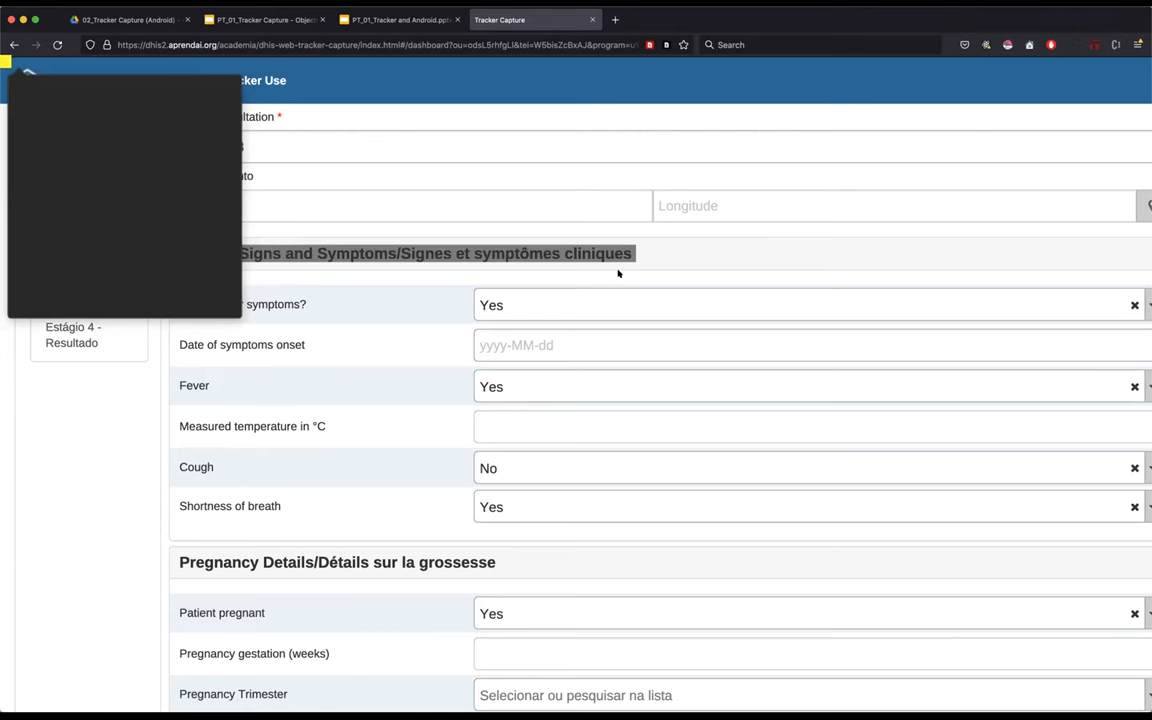 02_Tracker Capture (Android) -
PT_01_Tracker Capture - Object
PT_01_Tracker and Android.pptx
Tracker Capture
https://dhis2.aprendai.org/academia/dhis-web-tracker-capture/index.html#/dashboard?ou=odsL5rhfgLl&tei=W5bisZcBxAJ&program=u
Search
cker Use
ultation *
3
nto
Longitude
Signs and Symptoms/Signes et symptômes cliniques
symptoms?
Yes
Estágio 4 -
Resultado
Date of symptoms onset
yyyy-MM-dd
Fever
Yes
Measured temperature in °C
Cough
No
Shortness of breath
Yes
Pregnancy Details/Détails sur la grossesse
Patient pregnant
Yes
Pregnancy gestation (weeks)
Pregnancy Trimester
Selecionar ou pesquisar na lista